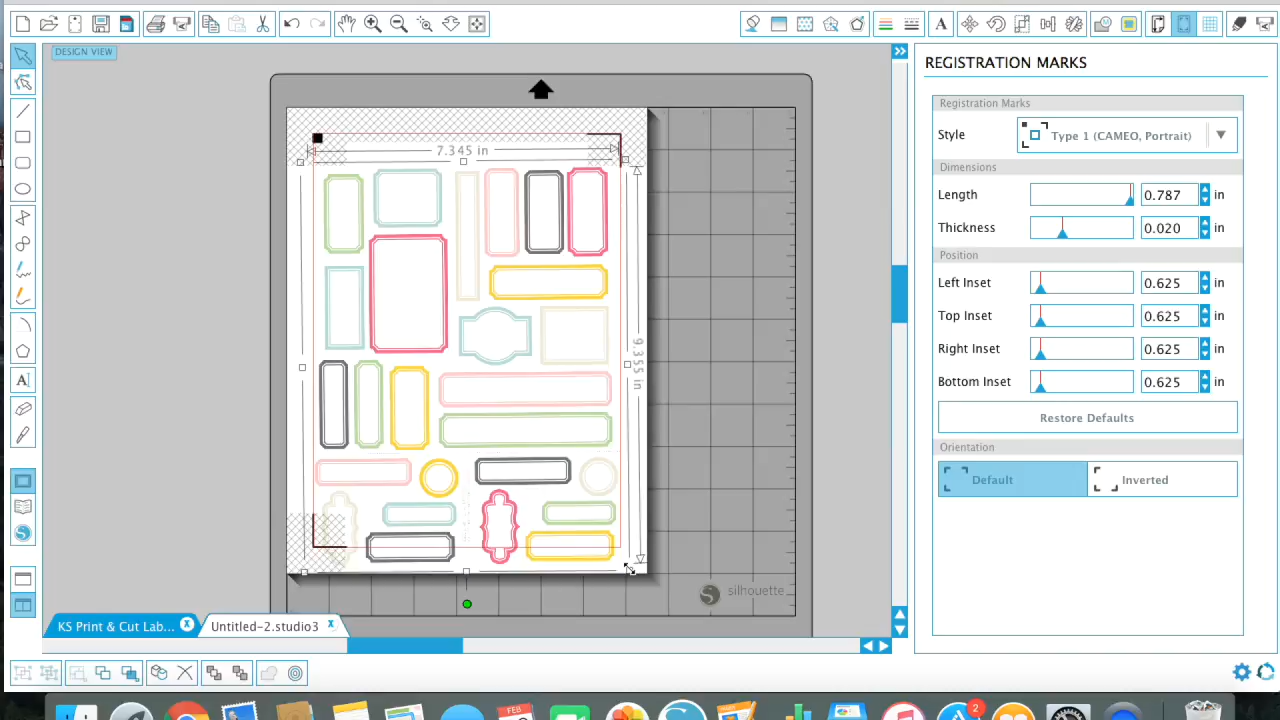 DESIGN VIEW
7.345 in
9.355 in
silhouette
KS Print & Cut Lab...
Untitled-2.studio3
REGISTRATION MARKS
Registration Marks
Style
Type 1 (CAMEO, Portrait)
Dimensions
Length 0.787 in
Thickness 0.020 in
Position
Left Inset 0.625 in
Top Inset 0.625 in
Right Inset 0.625 in
Bottom Inset 0.625 in
Restore Defaults
Orientation
Default
Inverted
FEB
2